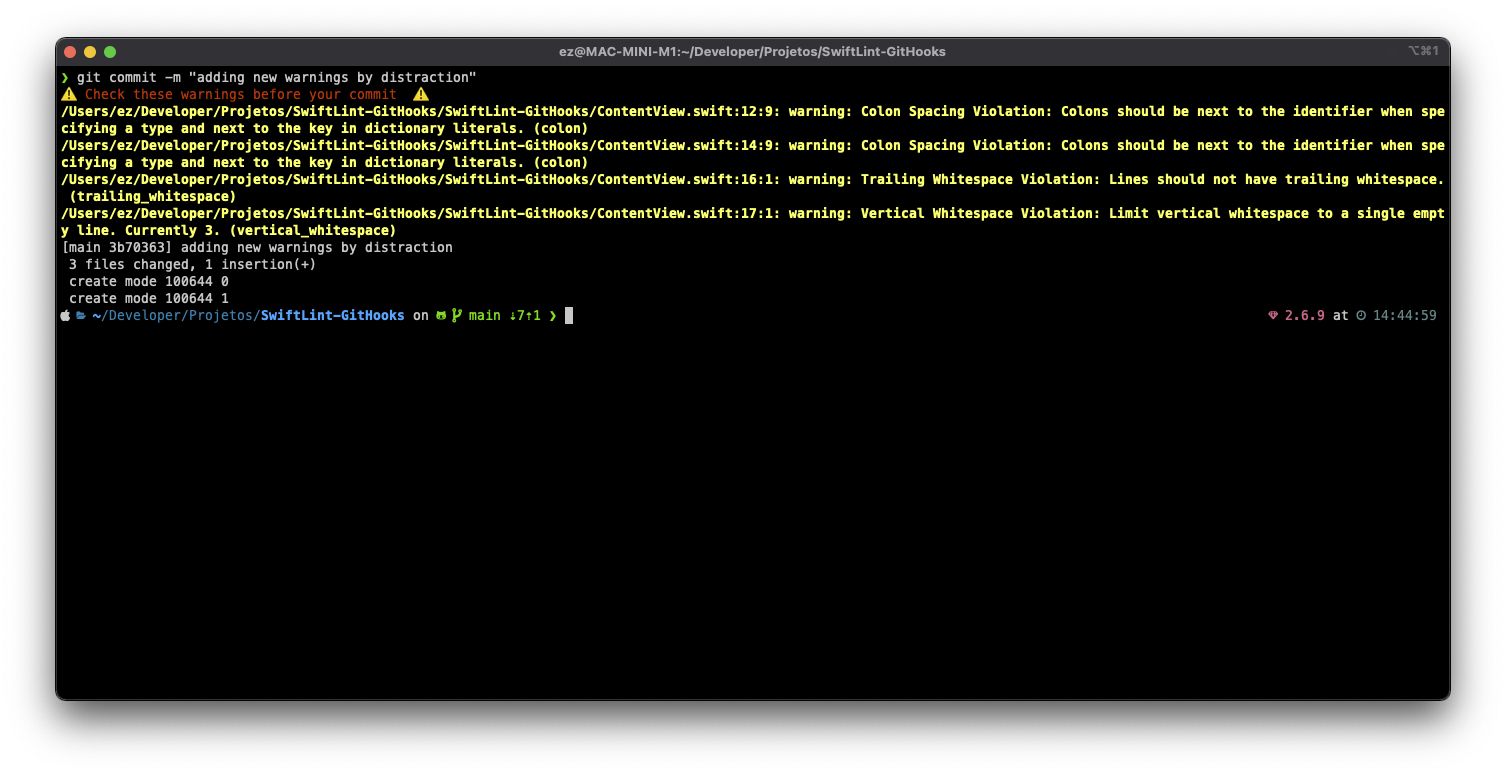 ez@MAC-MINI-M1:~/Developer/Projetos/SwiftLint-GitHooks
⌥⌘1
❯ git commit -m "adding new warnings by distraction"
⚠️ Check these warnings before your commit ⚠️
/Users/ez/Developer/Projetos/SwiftLint-GitHooks/SwiftLint-GitHooks/ContentView.swift:12:9: warning: Colon Spacing Violation: Colons should be next to the identifier when spe
cifying a type and next to the key in dictionary literals. (colon)
/Users/ez/Developer/Projetos/SwiftLint-GitHooks/SwiftLint-GitHooks/ContentView.swift:14:9: warning: Colon Spacing Violation: Colons should be next to the identifier when spe
cifying a type and next to the key in dictionary literals. (colon)
/Users/ez/Developer/Projetos/SwiftLint-GitHooks/SwiftLint-GitHooks/ContentView.swift:16:1: warning: Trailing Whitespace Violation: Lines should not have trailing whitespace.
(trailing_whitespace)
/Users/ez/Developer/Projetos/SwiftLint-GitHooks/SwiftLint-GitHooks/ContentView.swift:17:1: warning: Vertical Whitespace Violation: Limit vertical whitespace to a single empt
y line. Currently 3. (vertical_whitespace)
[main 3b70363] adding new warnings by distraction
3 files changed, 1 insertion(+)
create mode 100644 0
create mode 100644 1
~/Developer/Projetos/SwiftLint-GitHooks on main ⇣7⇡1 ❯ 2.6.9 at 14:44:59